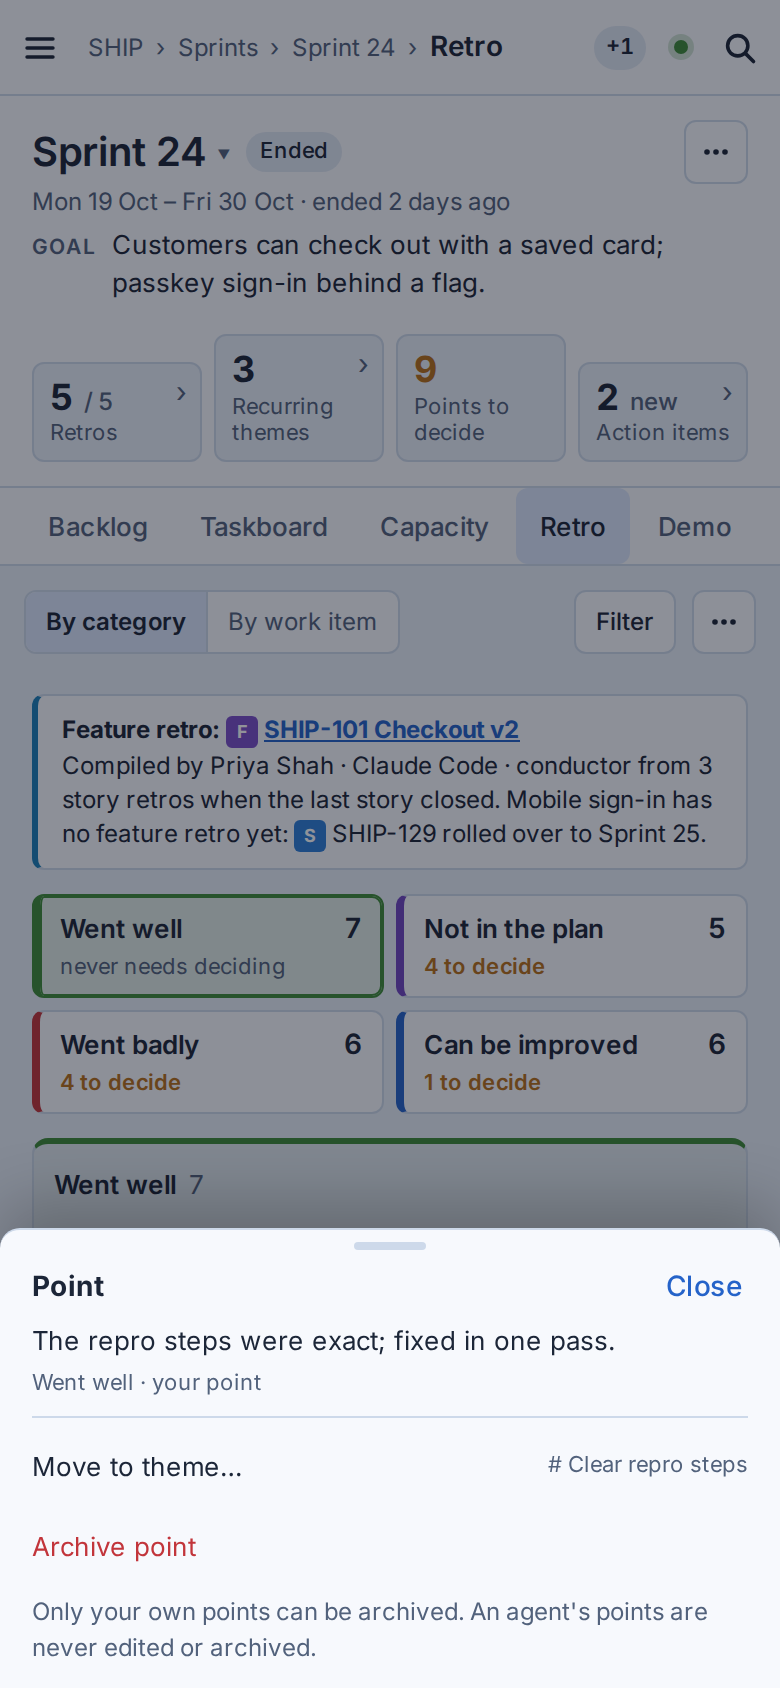 SHIP › Sprints › Sprint 24 › Retro +1
Sprint 24 ▾ Ended
Mon 19 Oct – Fri 30 Oct · ended 2 days ago
GOAL Customers can check out with a saved card;
passkey sign-in behind a flag.
5 / 5 ›
Retros
3 ›
Recurring
themes
9
Points to
decide
2 new ›
Action items
Backlog Taskboard Capacity Retro Demo
By category By work item Filter •••
Feature retro: F SHIP-101 Checkout v2
Compiled by Priya Shah · Claude Code · conductor from 3
story retros when the last story closed. Mobile sign-in has
no feature retro yet: S SHIP-129 rolled over to Sprint 25.
Went well 7
never needs deciding
Not in the plan 5
4 to decide
Went badly 6
4 to decide
Can be improved 6
1 to decide
Went well 7
Point Close
The repro steps were exact; fixed in one pass.
Went well · your point
Move to theme... # Clear repro steps
Archive point
Only your own points can be archived. An agent's points are
never edited or archived.